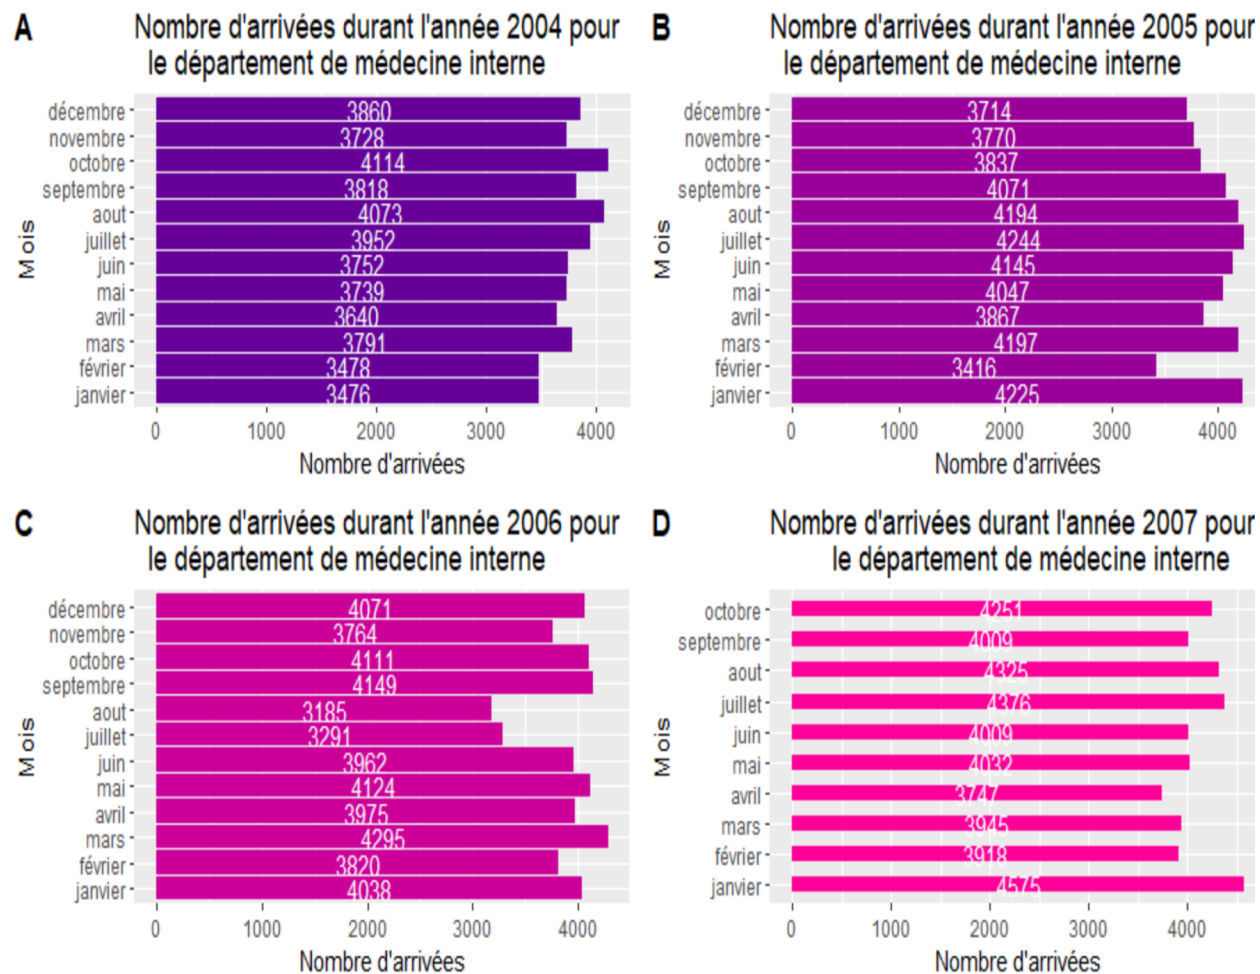 A
Nombre d'arrivées durant l'année 2004 pour
le département de médecine interne
Mois
décembre 3860
novembre 3728
octobre 4114
septembre 3818
aout 4073
juillet 3952
juin 3752
mai 3739
avril 3640
mars 3791
février 3478
janvier 3476
0 1000 2000 3000 4000
Nombre d'arrivées
B
Nombre d'arrivées durant l'année 2005 pour
le département de médecine interne
Mois
décembre 3714
novembre 3770
octobre 3837
septembre 4071
aout 4194
juillet 4244
juin 4145
mai 4047
avril 3867
mars 4197
février 3416
janvier 4225
0 1000 2000 3000 4000
Nombre d'arrivées
C
Nombre d'arrivées durant l'année 2006 pour
le département de médecine interne
Mois
décembre 4071
novembre 3764
octobre 4111
septembre 4149
aout 3185
juillet 3291
juin 3962
mai 4124
avril 3975
mars 4295
février 3820
janvier 4038
0 1000 2000 3000 4000
Nombre d'arrivées
D
Nombre d'arrivées durant l'année 2007 pour
le département de médecine interne
Mois
octobre 4251
septembre 4009
aout 4325
juillet 4376
juin 4009
mai 4032
avril 3747
mars 3945
février 3918
janvier 4575
0 1000 2000 3000 4000
Nombre d'arrivées